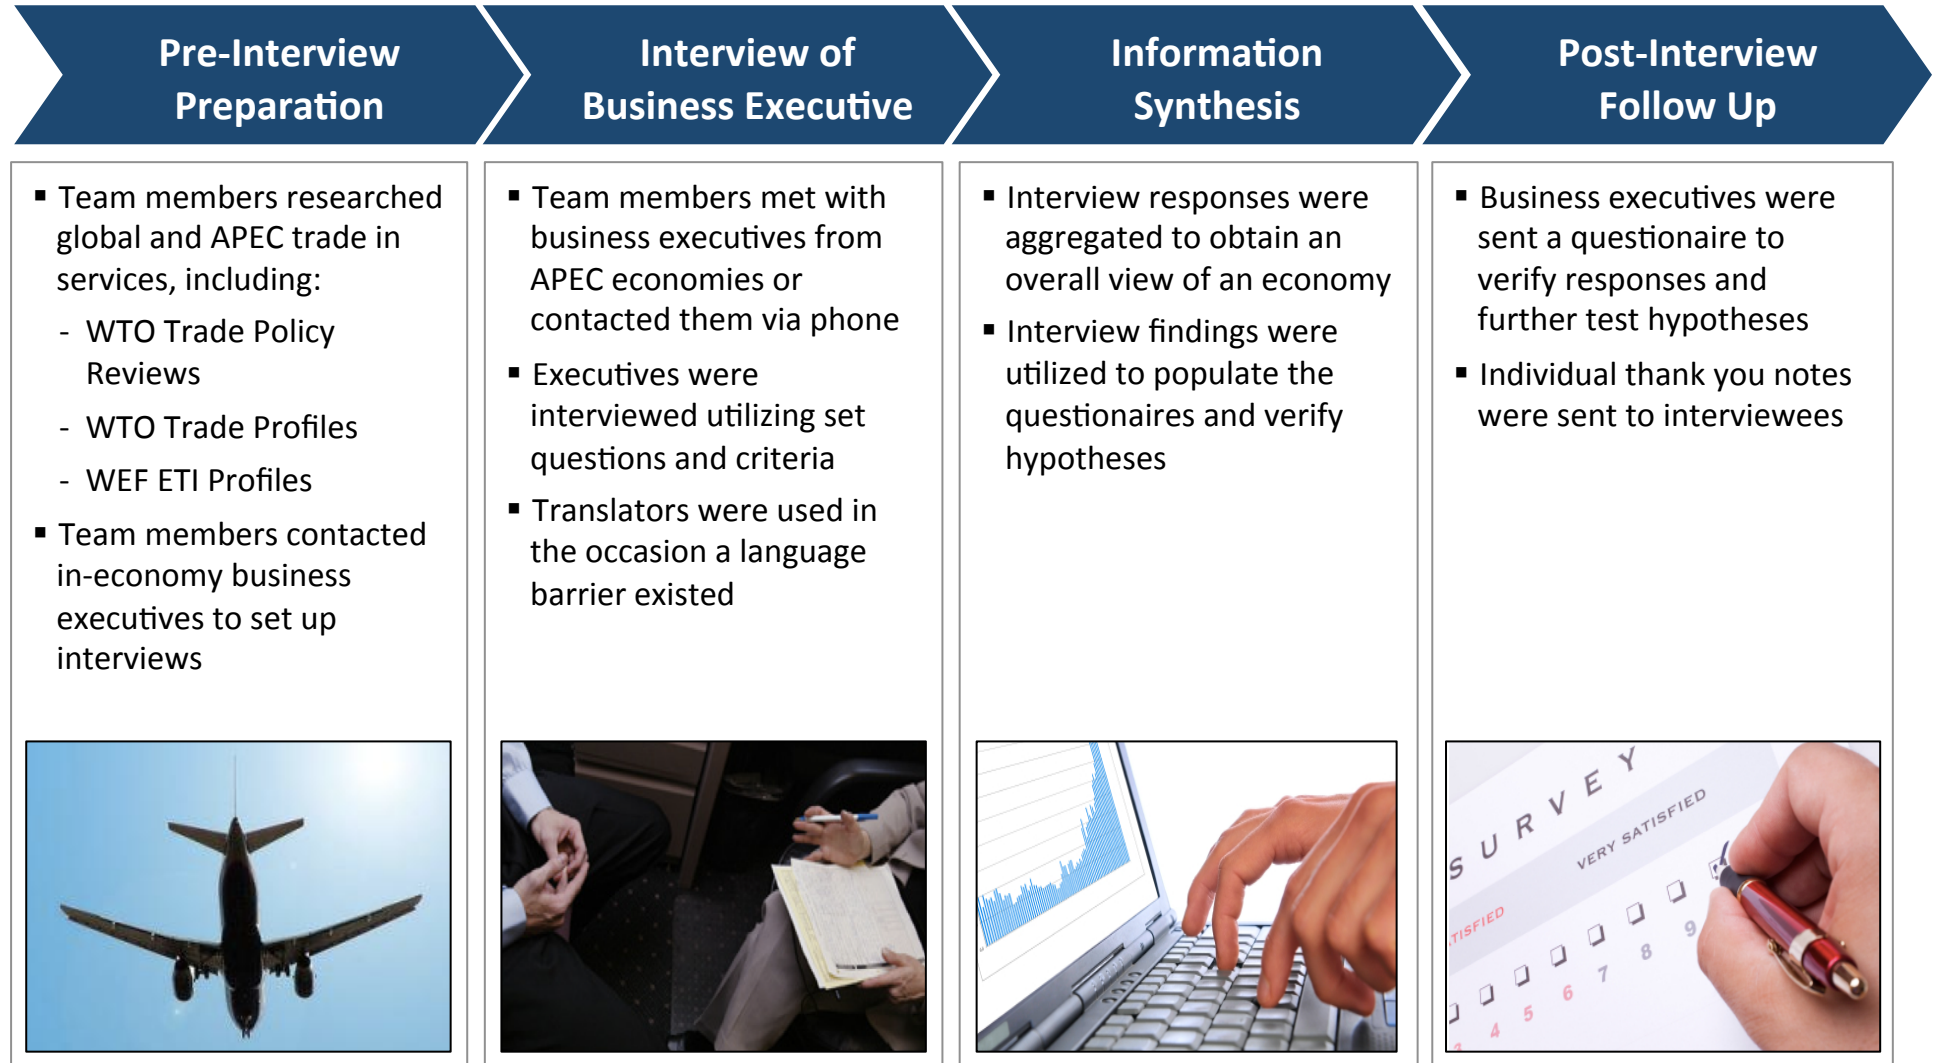 Pre-Interview
Preparation
Interview of
Business Executive
Information
Synthesis
Post-Interview
Follow Up
▪ Team members researched
global and APEC trade in
services, including:
- WTO Trade Policy
Reviews
- WTO Trade Profiles
- WEF ETI Profiles
▪ Team members contacted
in-economy business
executives to set up
interviews
▪ Team members met with
business executives from
APEC economies or
contacted them via phone
▪ Executives were
interviewed utilizing set
questions and criteria
▪ Translators were used in
the occasion a language
barrier existed
▪ Interview responses were
aggregated to obtain an
overall view of an economy
▪ Interview findings were
utilized to populate the
questionaires and verify
hypotheses
▪ Business executives were
sent a questionaire to
verify responses and
further test hypotheses
▪ Individual thank you notes
were sent to interviewees
SURVEY
VERY SATISFIED
TISFIED
3 4 5 6 7 8 9